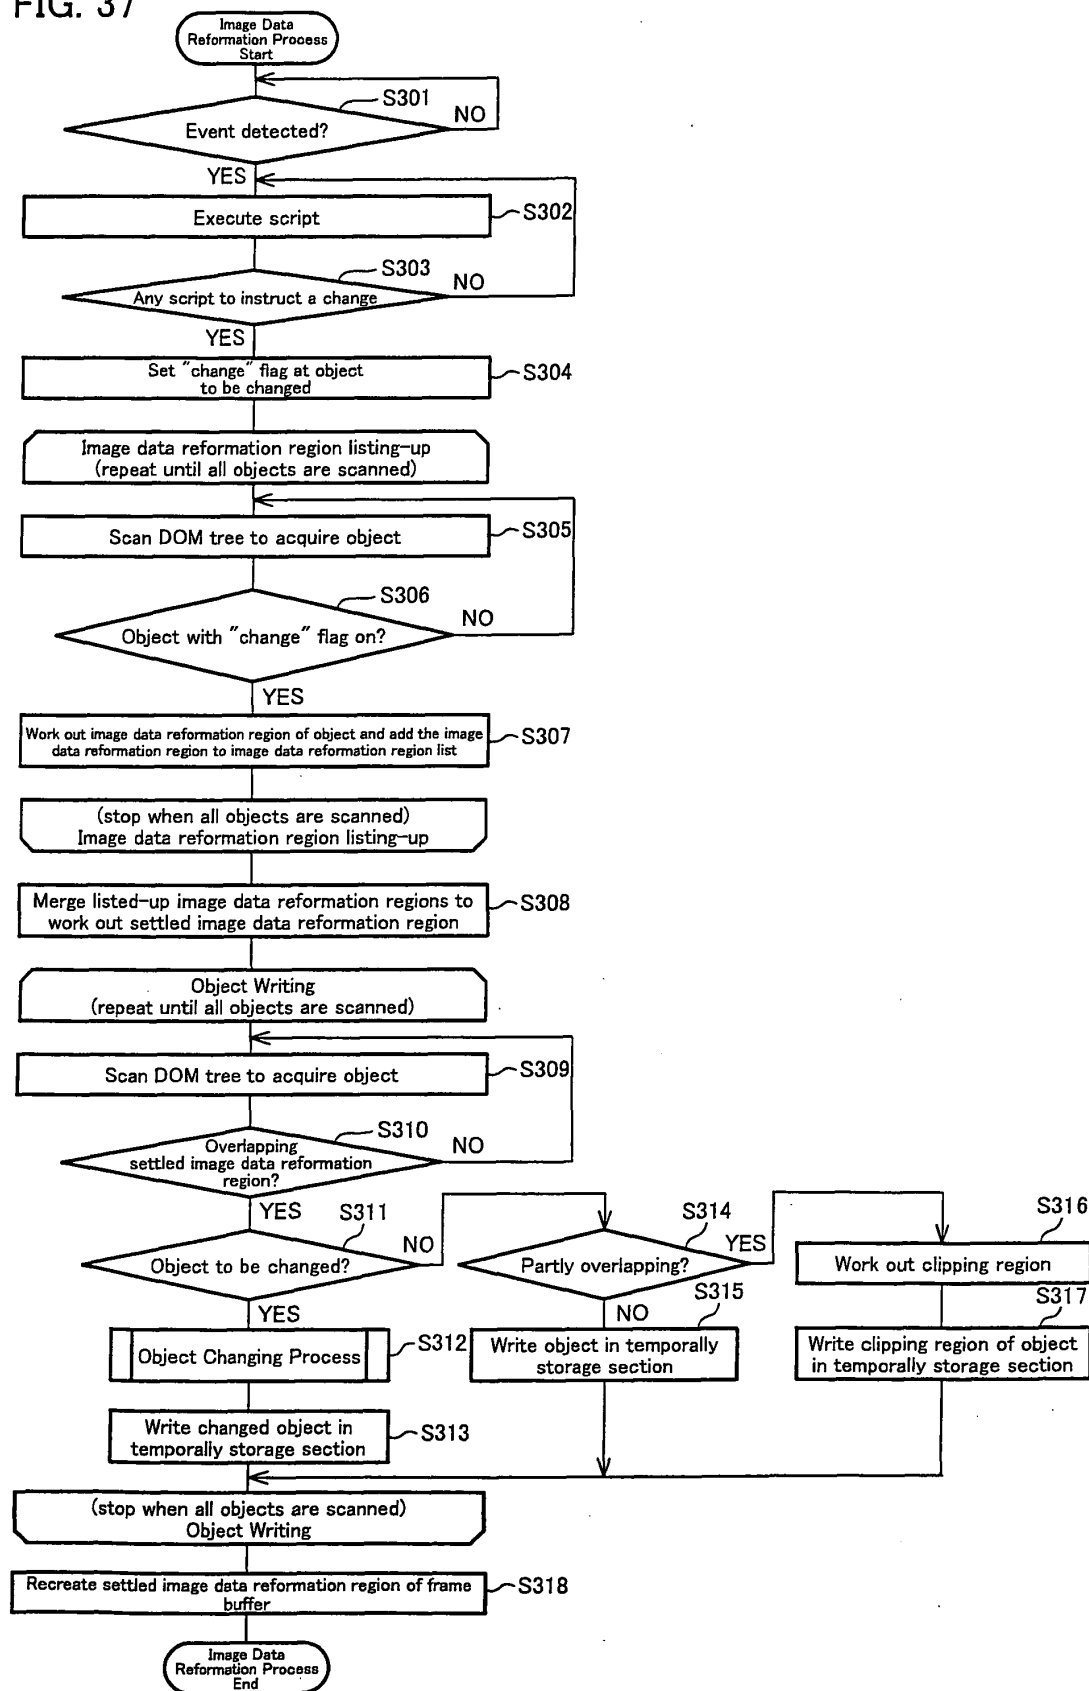 FIG. 37
Image Data
Reformation Process
Start
S301
NO
Event detected?
YES
Execute script
S302
S303
NO
Any script to instruct a change
YES
Set "change" flag at object
to be changed
S304
Image data reformation region listing-up
(repeat until all objects are scanned)
Scan DOM tree to acquire object
S305
S306
NO
Object with "change" flag on?
YES
Work out image data reformation region of object and add the image
data reformation region to image data reformation region list
S307
(stop when all objects are scanned)
Image data reformation region listing-up
Merge listed-up image data reformation regions to
work out settled image data reformation region
S308
Object Writing
(repeat until all objects are scanned)
Scan DOM tree to acquire object
S309
S310
NO
Overlapping
settled image data reformation
region?
YES
S311
NO
Object to be changed?
YES
S314
YES
Partly overlapping?
NO
S316
Work out clipping region
Object Changing Process
S312
S315
Write object in temporally
storage section
S317
Write clipping region of object
in temporally storage section
Write changed object in
temporally storage section
S313
(stop when all objects are scanned)
Object Writing
Recreate settled image data reformation region of frame
buffer
S318
Image Data
Reformation Process
End